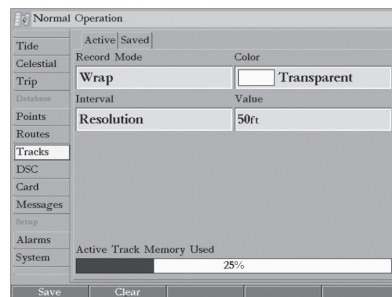 Normal Operation
Tide
Celestial
Trip
Database
Points
Routes
Tracks
DSC
Card
Messages
Setup
Alarms
System
Active Saved
Record Mode Color
Wrap Transparent
Interval Value
Resolution 50ft
Active Track Memory Used
25%
Save Clear